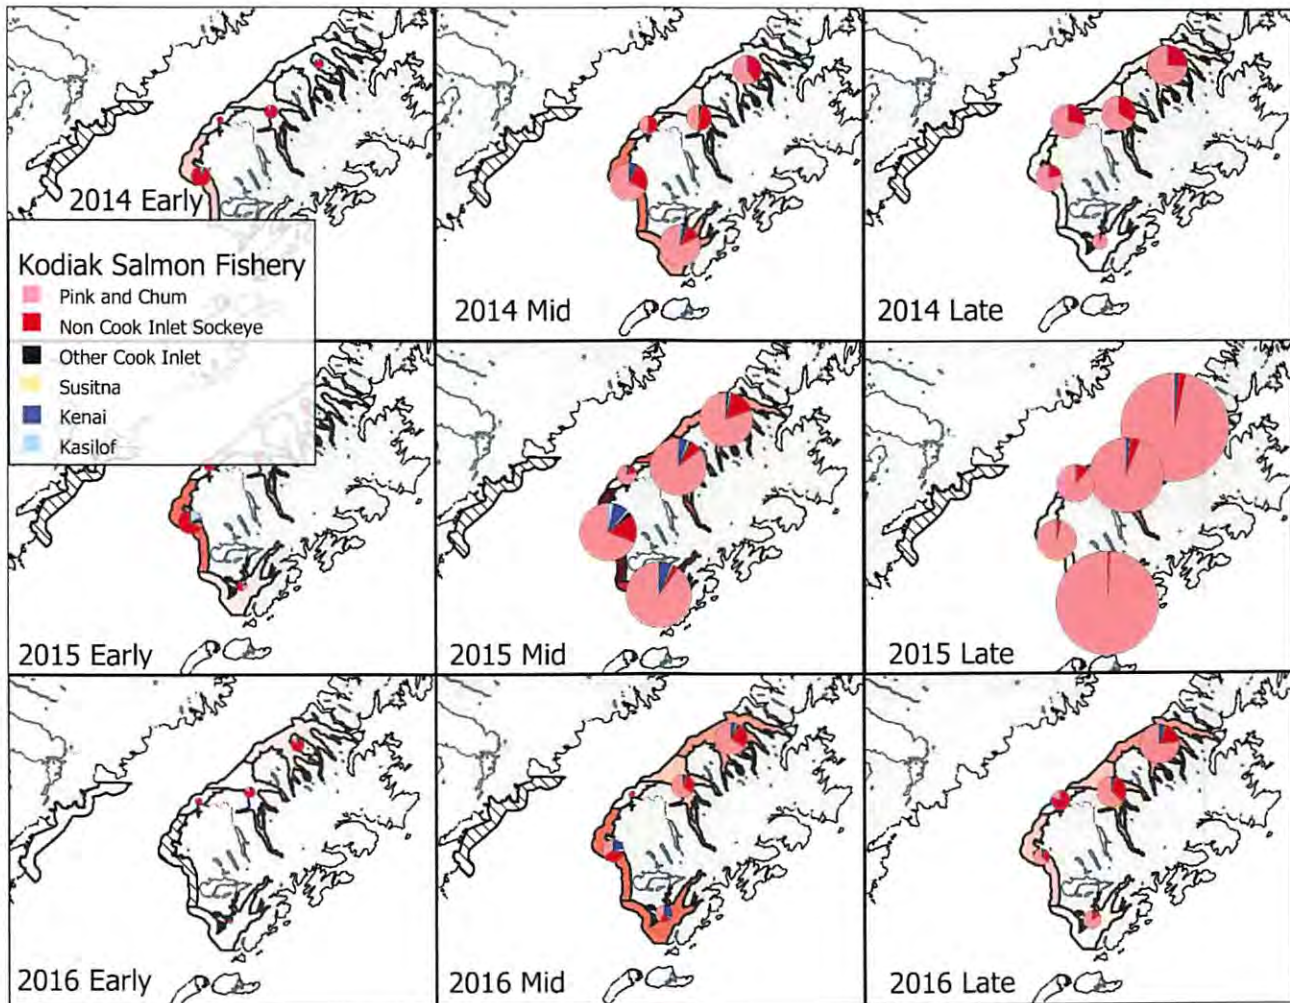 2014 Early
2014 Mid
2014 Late
Kodiak Salmon Fishery
Pink and Chum
Non Cook Inlet Sockeye
Other Cook Inlet
Susitna
Kenai
Kasilof
2015 Early
2015 Mid
2015 Late
2016 Early
2016 Mid
2016 Late